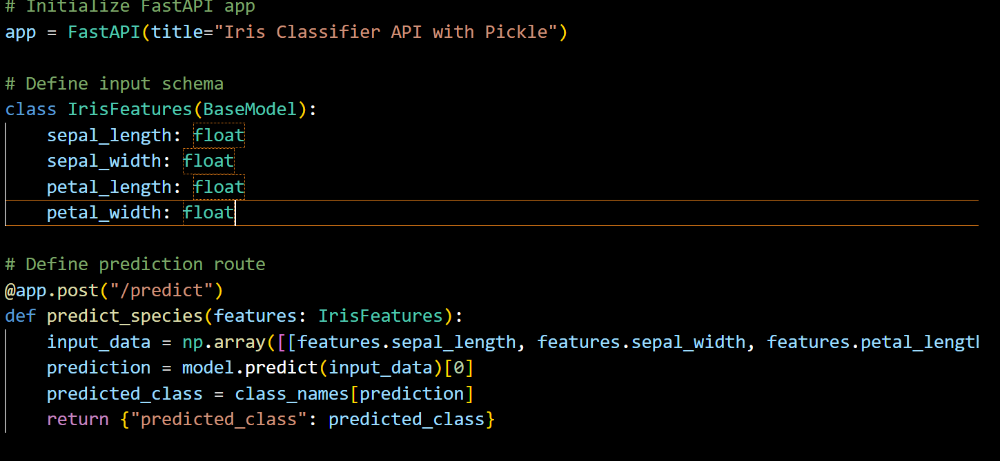 # Initialize FastAPI app
app = FastAPI(title="Iris Classifier API with Pickle")
# Define input schema
class IrisFeatures(BaseModel):
    sepal_length: float
    sepal_width: float
    petal_length: float
    petal_width: float
# Define prediction route
@app.post("/predict")
def predict_species(features: IrisFeatures):
    input_data = np.array([[features.sepal_length, features.sepal_width, features.petal_length
    prediction = model.predict(input_data)[0]
    predicted_class = class_names[prediction]
    return {"predicted_class": predicted_class}